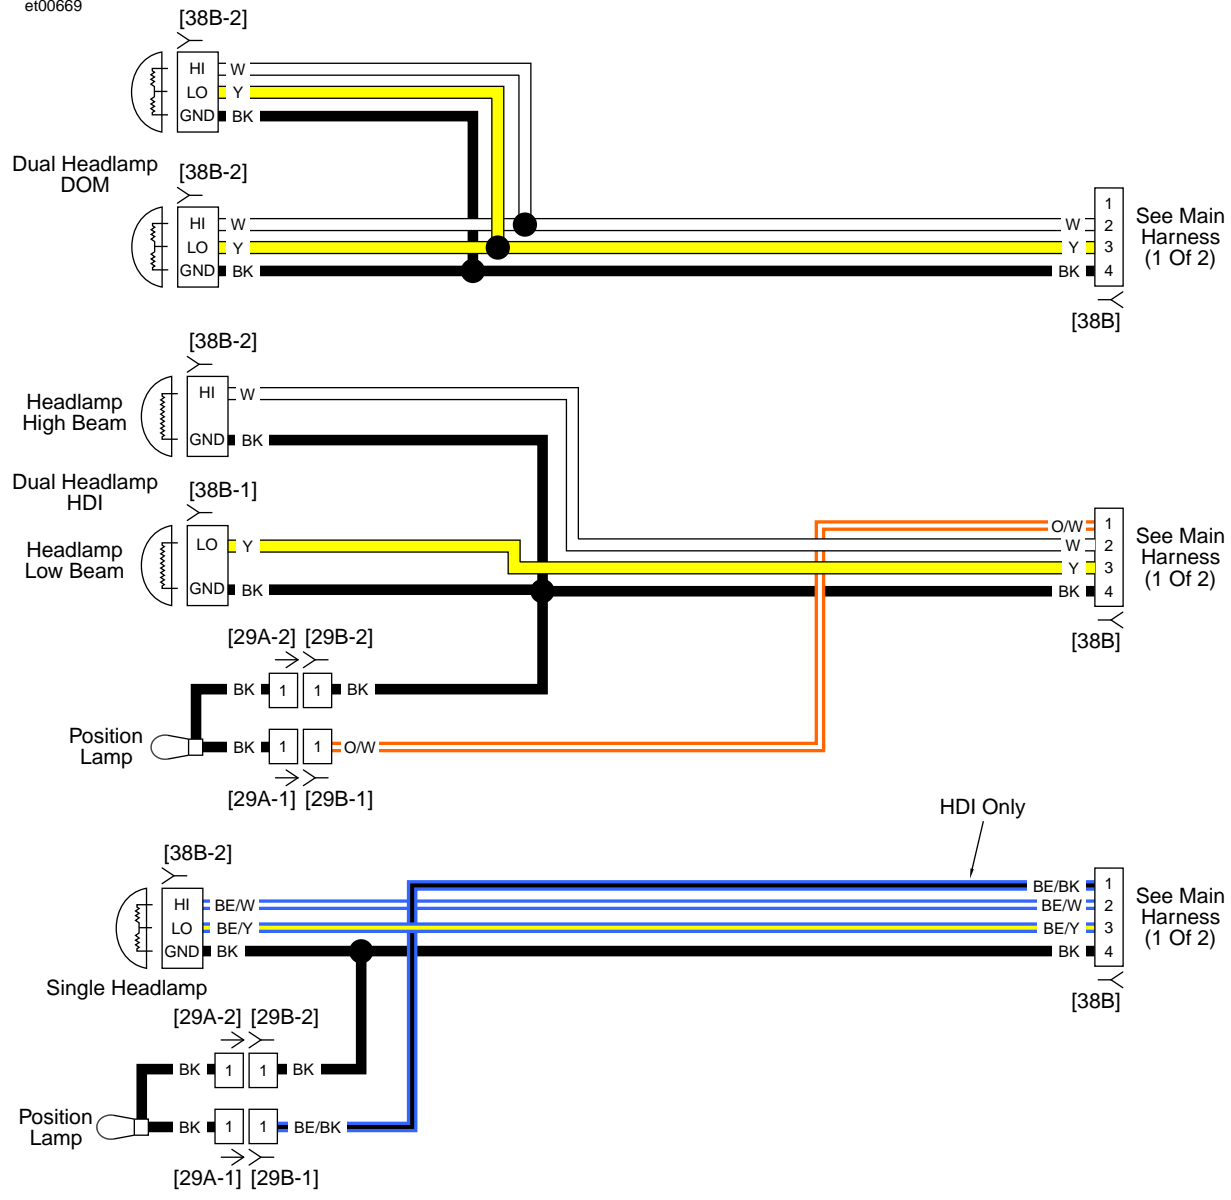 et00669
[38B-2]
HI W
LO Y
GND BK
Dual Headlamp
DOM
[38B-2]
HI W
LO Y
GND BK
W 1
2
Y 3
BK 4
See Main
Harness
(1 Of 2)
[38B]
[38B-2]
Headlamp
High Beam
HI W
GND BK
Dual Headlamp
HDI
[38B-1]
Headlamp
Low Beam
LO Y
GND BK
O/W 1
W 2
Y 3
BK 4
See Main
Harness
(1 Of 2)
[38B]
[29A-2] [29B-2]
BK 1 1 BK
Position
Lamp
BK 1 1 O/W
[29A-1] [29B-1]
HDI Only
[38B-2]
HI BE/W
LO BE/Y
GND BK
Single Headlamp
BE/BK 1
BE/W 2
BE/Y 3
BK 4
See Main
Harness
(1 Of 2)
[38B]
[29A-2] [29B-2]
BK 1 1 BK
Position
Lamp
BK 1 1 BE/BK
[29A-1] [29B-1]